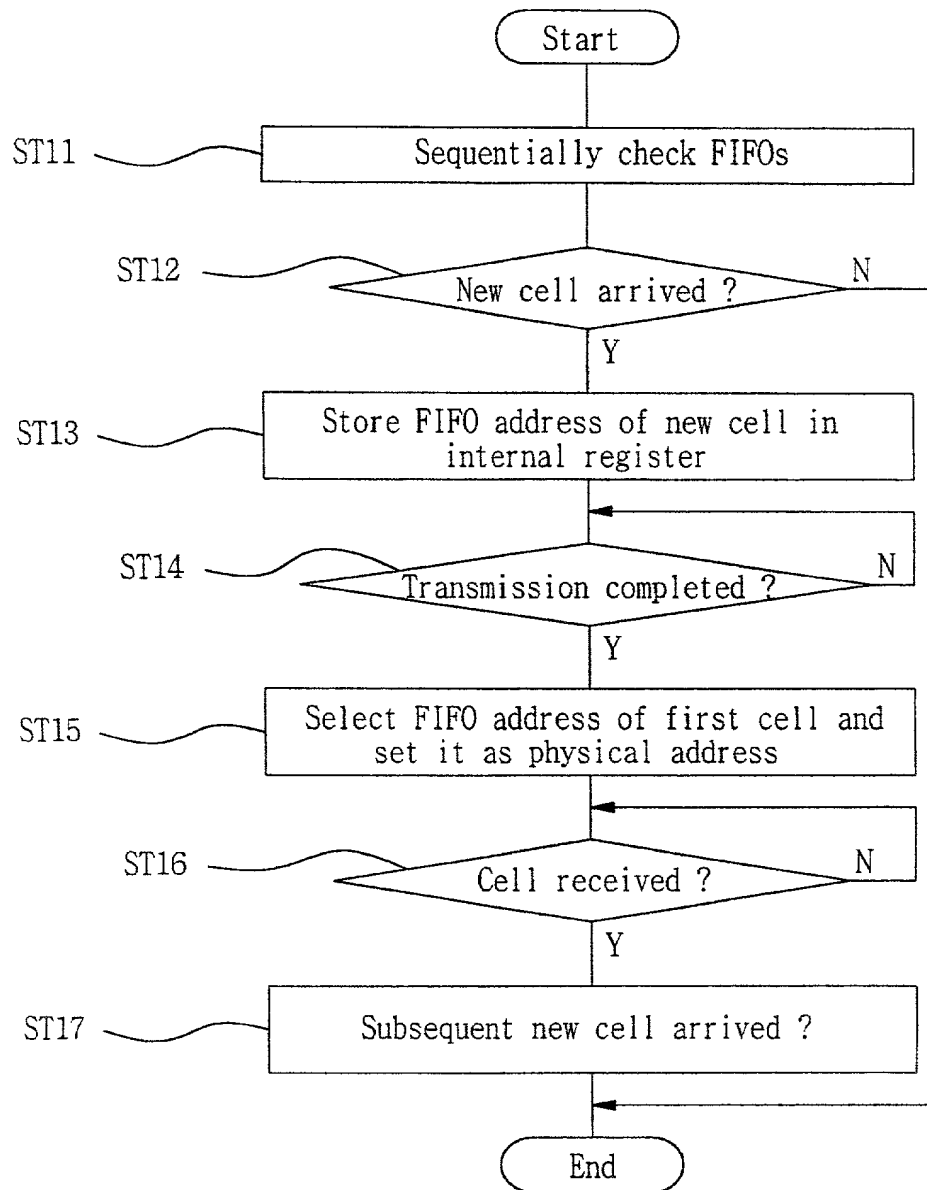 Start
ST11
Sequentially check FIFOs
ST12
New cell arrived ?
N
Y
ST13
Store FIFO address of new cell in
internal register
ST14
Transmission completed ?
N
Y
ST15
Select FIFO address of first cell and
set it as physical address
ST16
Cell received ?
N
Y
ST17
Subsequent new cell arrived ?
End